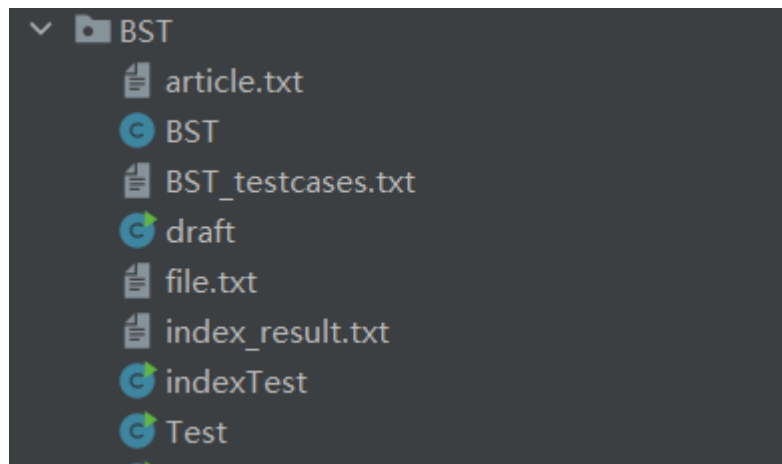 BST
article.txt
BST
BST_testcases.txt
draft
file.txt
index_result.txt
indexTest
Test